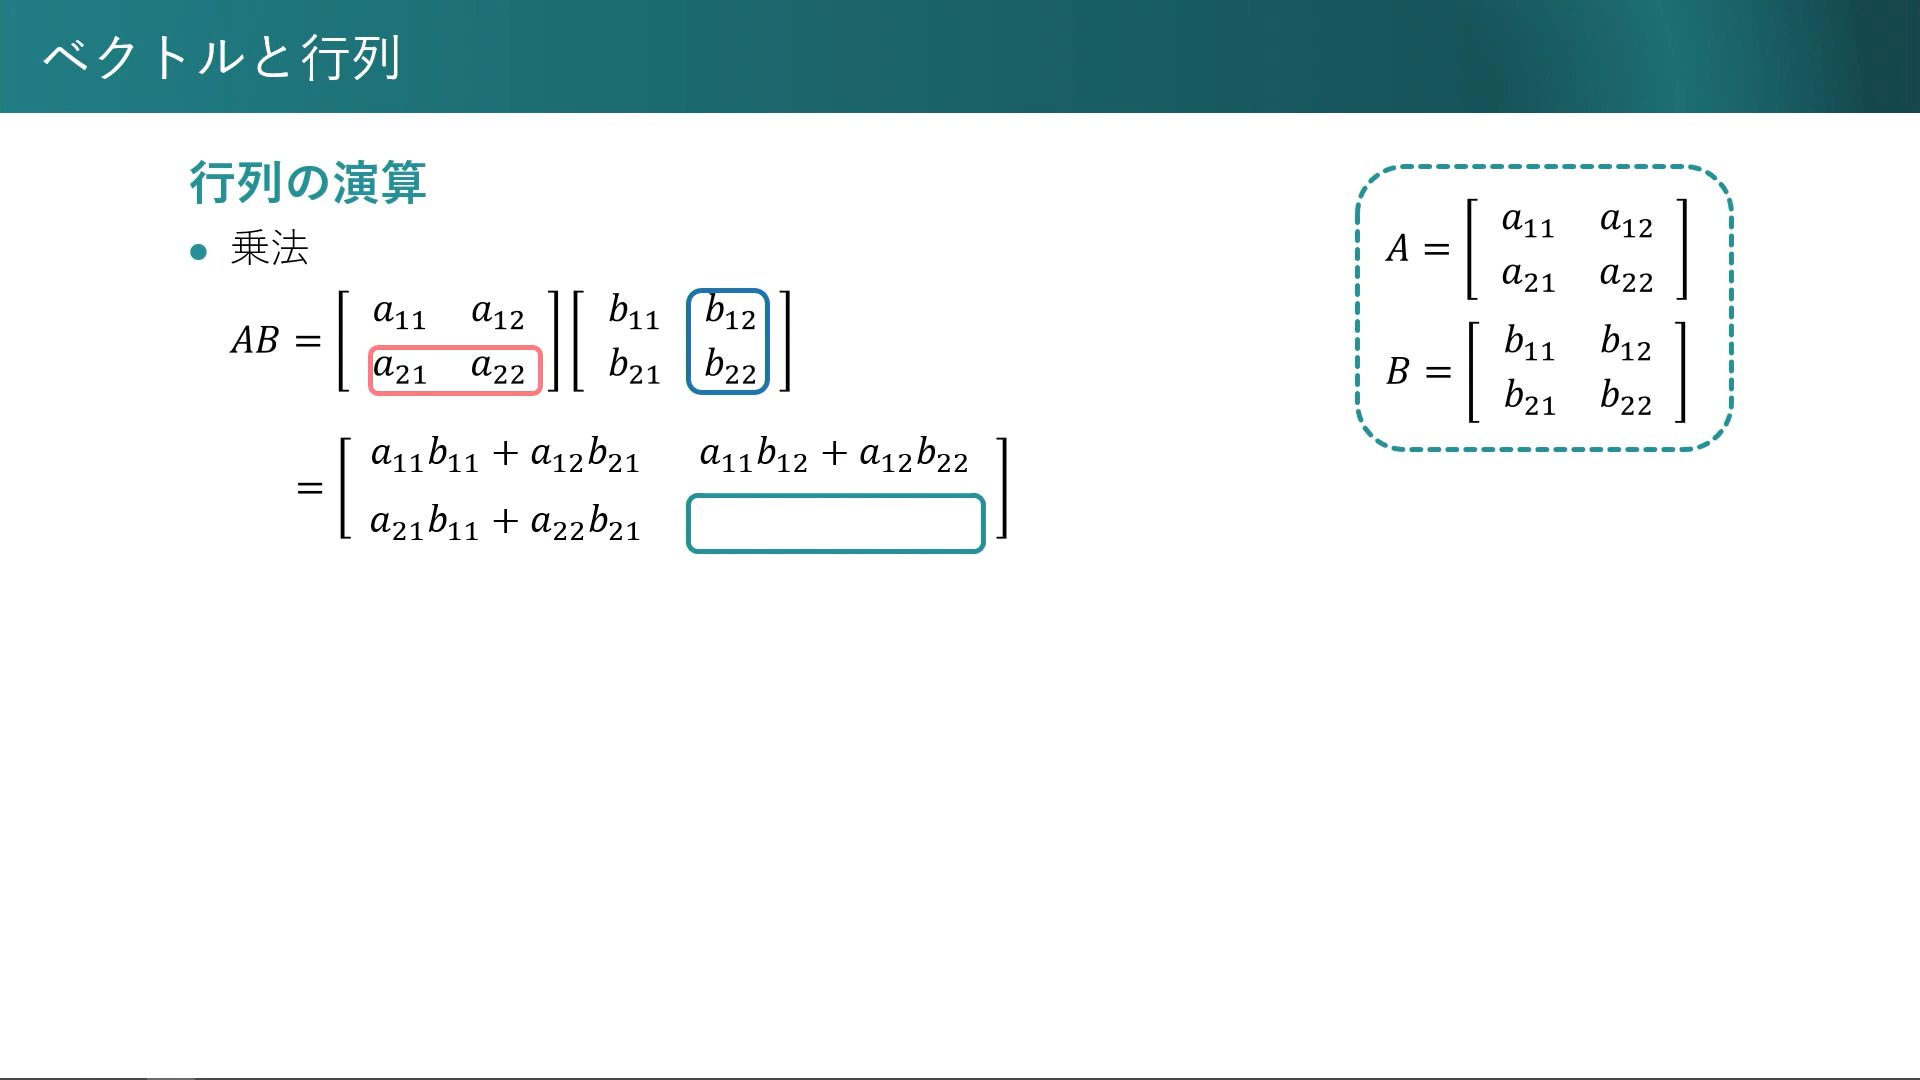 ベクトルと行列
行列の演算
● 乗法
AB = [ a₁₁ a₁₂ ] [ b₁₁ b₁₂ ]
[ a₂₁ a₂₂ ] [ b₂₁ b₂₂ ]
= [ a₁₁b₁₁ + a₁₂b₂₁ a₁₁b₁₂ + a₁₂b₂₂ ]
[ a₂₁b₁₁ + a₂₂b₂₁ ]
A = [ a₁₁ a₁₂ ]
[ a₂₁ a₂₂ ]
B = [ b₁₁ b₁₂ ]
[ b₂₁ b₂₂ ]